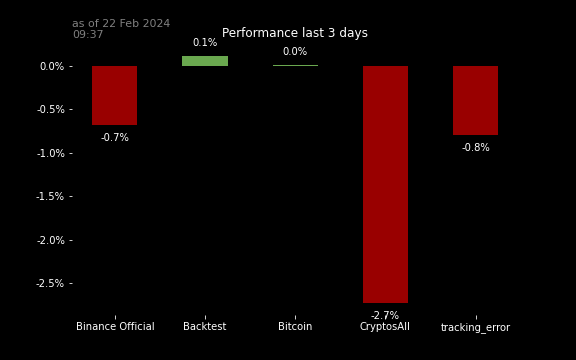 as of 22 Feb 2024
09:37
Performance last 3 days
0.1%
0.0%
0.0%
-0.5%
-0.7%
-0.8%
-1.0%
-1.5%
-2.0%
-2.5%
-2.7%
Binance Official
Backtest
Bitcoin
CryptosAll
tracking_error